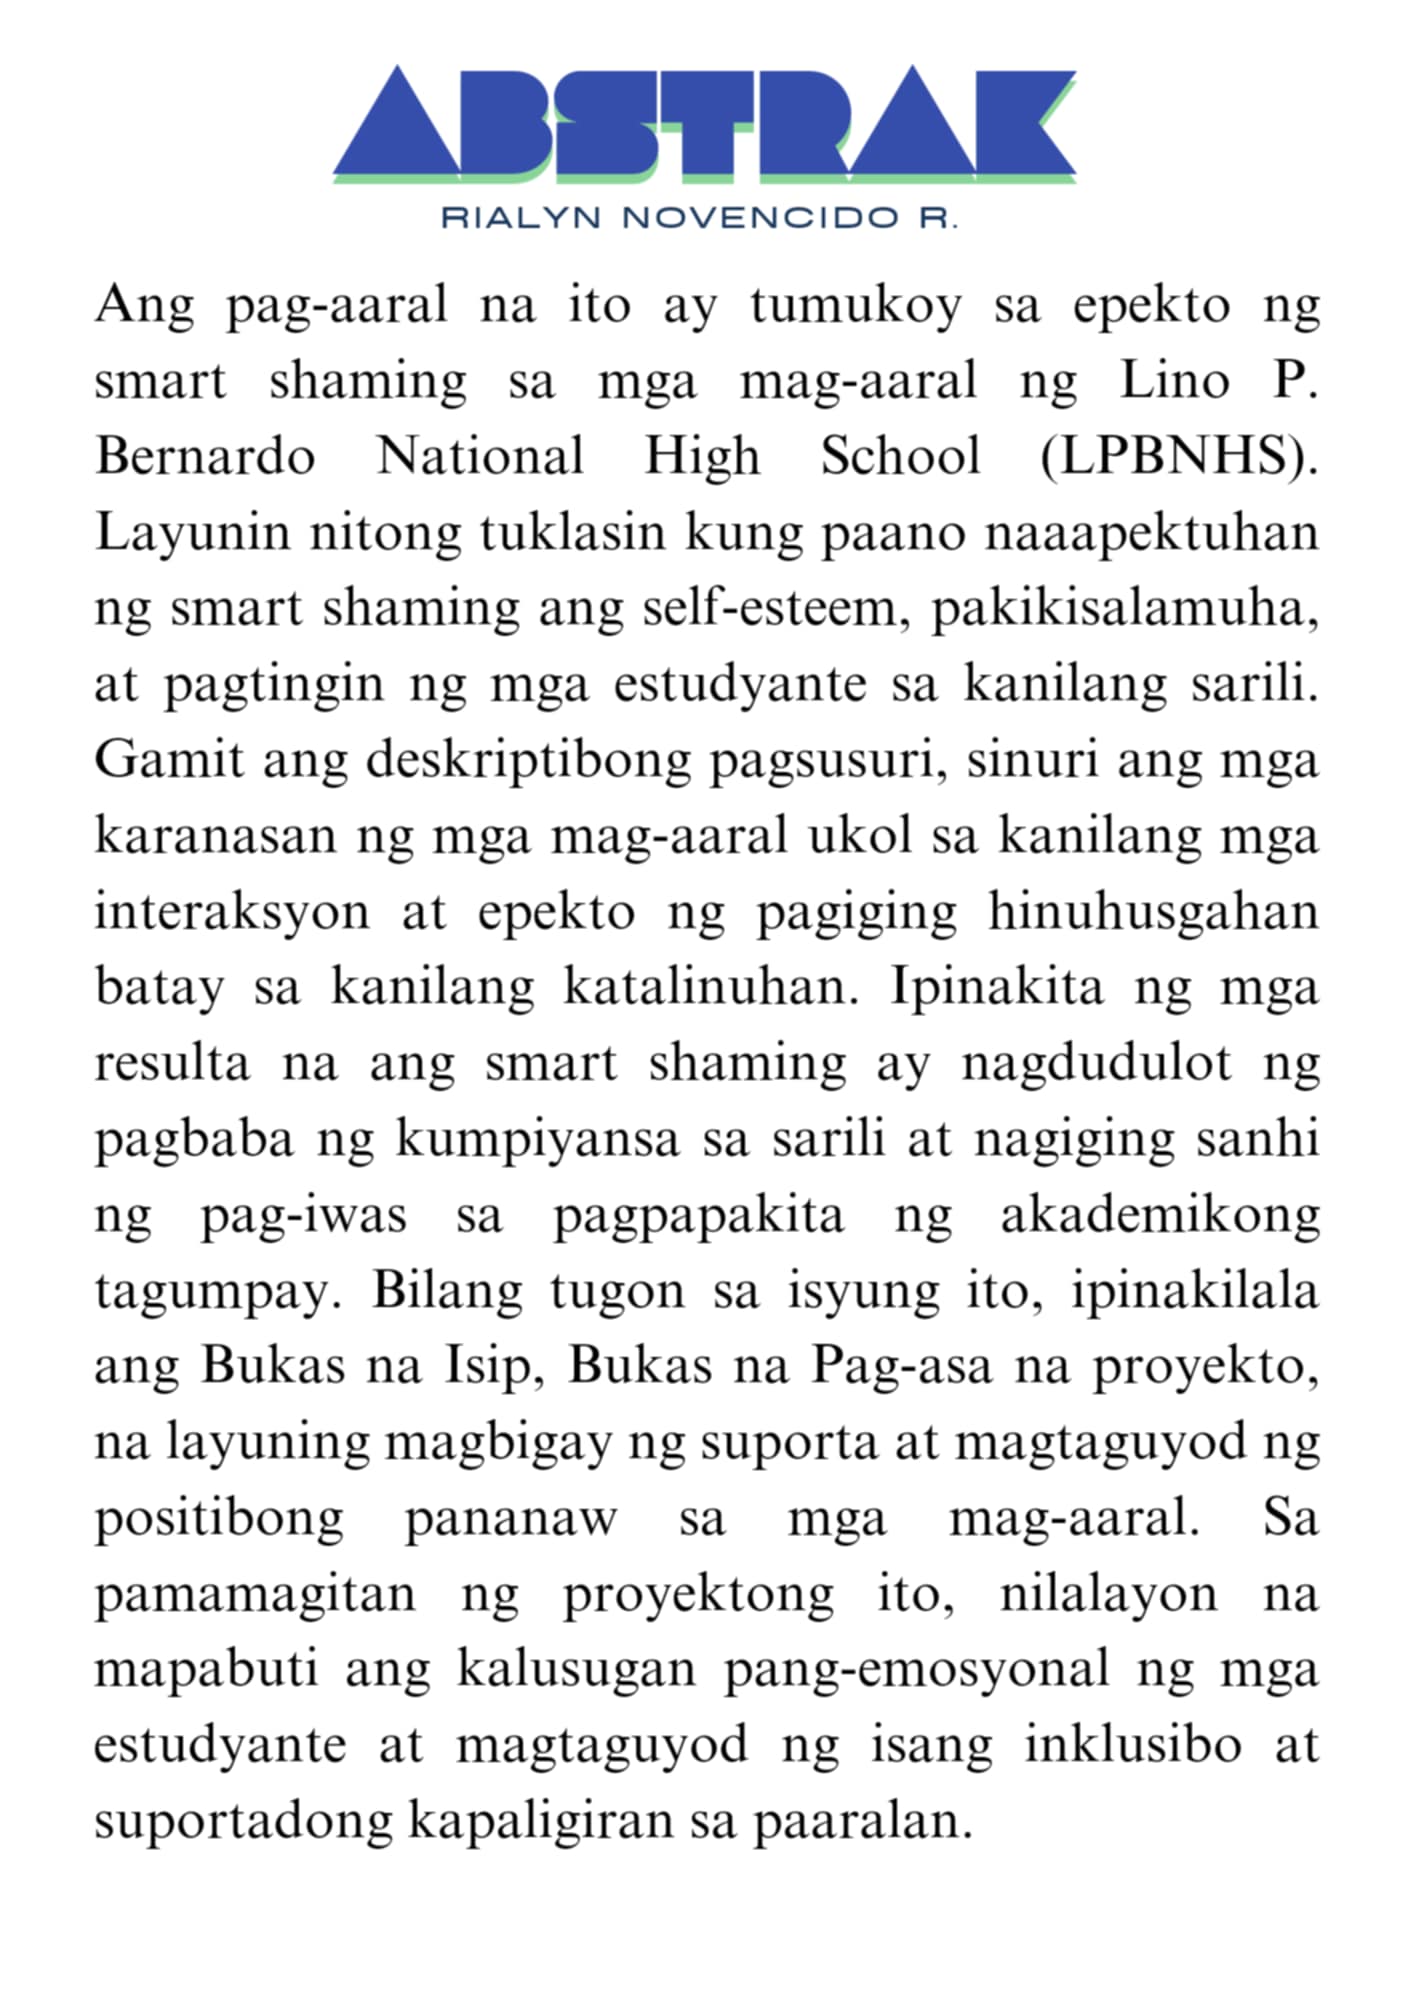 ABSTRAK
RIALYN NOVENCIDO R.
Ang pag-aaral na ito ay tumukoy sa epekto ng
smart shaming sa mga mag-aaral ng Lino P.
Bernardo National High School (LPBNHS).
Layunin nitong tuklasin kung paano naaapektuhan
ng smart shaming ang self-esteem, pakikisalamuha,
at pagtingin ng mga estudyante sa kanilang sarili.
Gamit ang deskriptibong pagsusuri, sinuri ang mga
karanasan ng mga mag-aaral ukol sa kanilang mga
interaksyon at epekto ng pagiging hinuhusgahan
batay sa kanilang katalinuhan. Ipinakita ng mga
resulta na ang smart shaming ay nagdudulot ng
pagbaba ng kumpiyansa sa sarili at nagiging sanhi
ng pag-iwas sa pagpapakita ng akademikong
tagumpay. Bilang tugon sa isyung ito, ipinakilala
ang Bukas na Isip, Bukas na Pag-asa na proyekto,
na layuning magbigay ng suporta at magtaguyod ng
positibong pananaw sa mga mag-aaral. Sa
pamamagitan ng proyektong ito, nilalayon na
mapabuti ang kalusugan pang-emosyonal ng mga
estudyante at magtaguyod ng isang inklusibo at
suportadong kapaligiran sa paaralan.